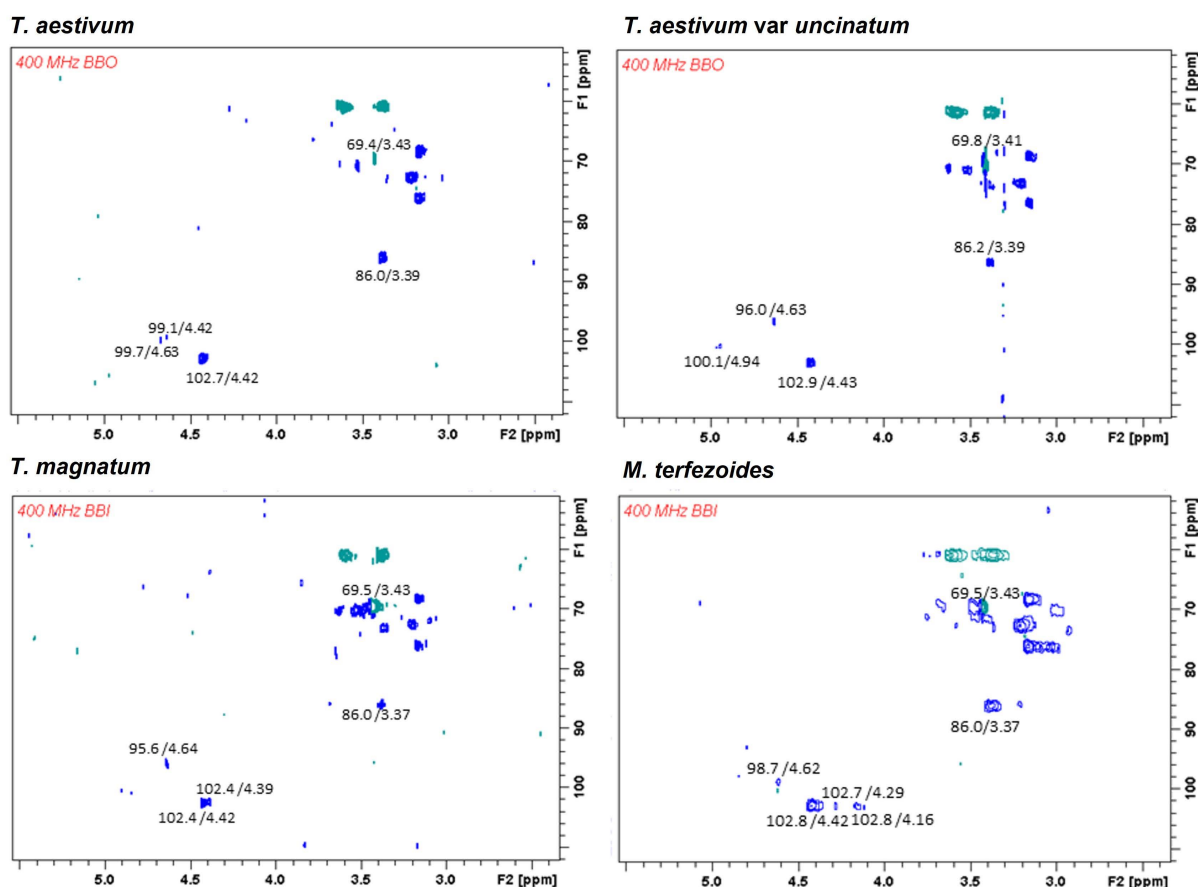 T. aestivum
400 MHz BBO
69.4/3.43
86.0/3.39
99.1/4.42
99.7/4.63
102.7/4.42
70
80
90
100
F1 [ppm]
5.0 4.5 4.0 3.5 3.0 F2 [ppm]
T. aestivum var uncinatum
400 MHz BBO
69.8/3.41
86.2/3.39
96.0/4.63
100.1/4.94
102.9/4.43
70
80
90
100
F1 [ppm]
5.0 4.5 4.0 3.5 3.0 F2 [ppm]
T. magnatum
400 MHz BBI
69.5/3.43
86.0/3.37
95.6/4.64
102.4/4.39
102.4/4.42
70
80
90
100
F1 [ppm]
5.0 4.5 4.0 3.5 3.0 F2 [ppm]
M. terfezoides
400 MHz BBI
69.5/3.43
86.0/3.37
98.7/4.62
102.7/4.29
102.8/4.42
102.8/4.16
70
80
90
100
F1 [ppm]
5.0 4.5 4.0 3.5 3.0 F2 [ppm]